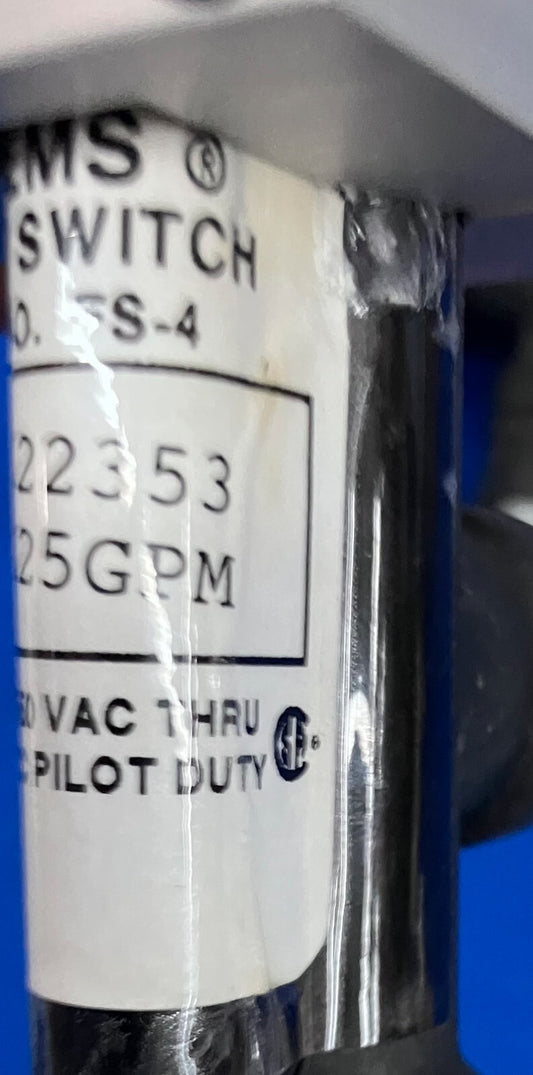 EMS ®
SWITCH
O. FS-4
22353
25GPM
50 VAC THRU
PILOT DUTY